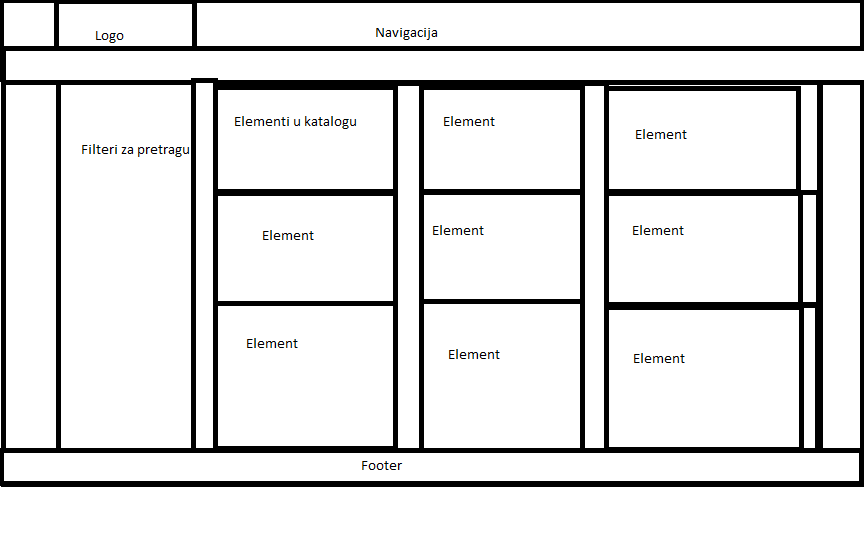 Logo
Navigacija
Filteri za pretragu
Elementi u katalogu
Element
Element
Element
Element
Element
Element
Element
Element
Footer